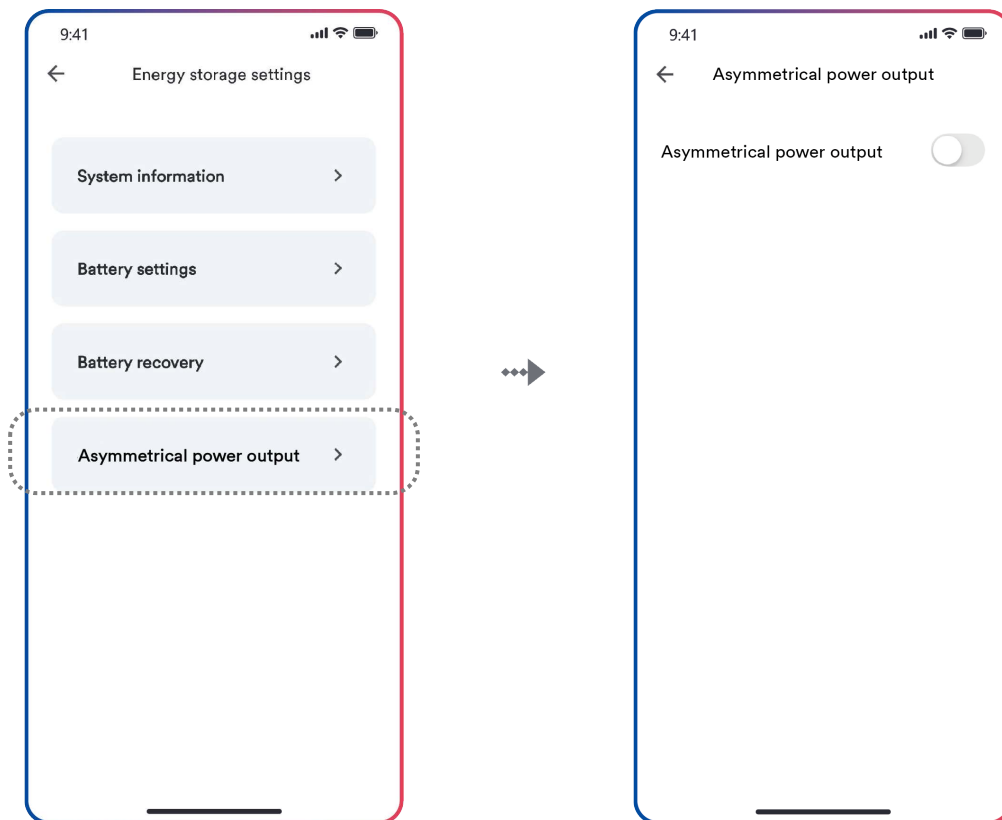 9:41
Energy storage settings
System information
Battery settings
Battery recovery
Asymmetrical power output
9:41
Asymmetrical power output
Asymmetrical power output